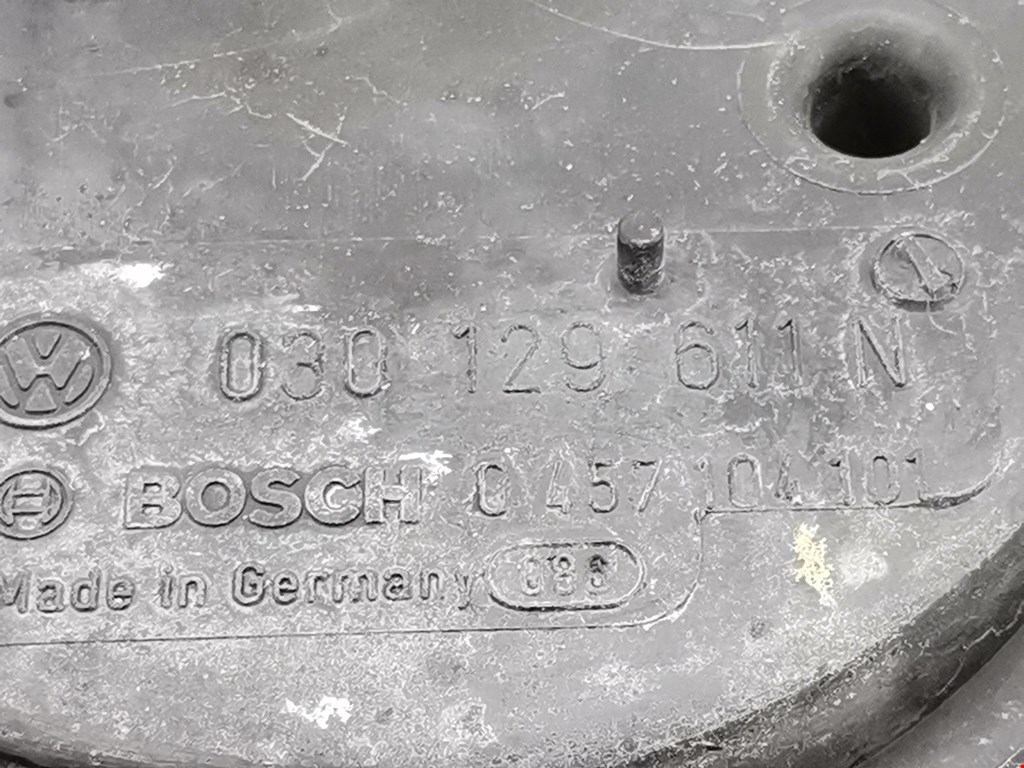 030 129 611 N
BOSCH 0 457 104 101
Made in Germany